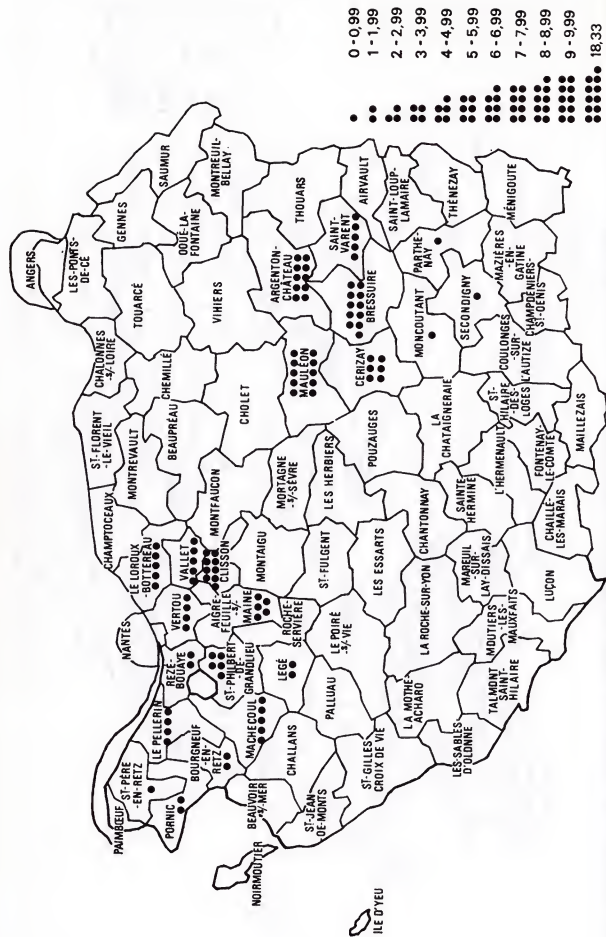 ANGERS
LES-PONTS-
DE-CÉ
SAUMUR
GENNES
MONTREUIL-
BELLAY
DOUÉ-LA-
FONTAINE
TOUARCÉ
CHALONNES
-s/-LOIRE
ST-FLORENT
-LE-VIEIL
CHEMILLÉ
VIHIERS
THOUARS
MONTREVAULT
BEAUPRÉAU
CHAMPTOCEAUX
CHOLET
ARGENTON-
CHÂTEAU
SAINT-
VARENT
AIRVAULT
SAINT-LOUP-
LAMAIRE
THÉNEZAY
MÉNIGOUTE
LE LOROUX
-BOTTEREAU
MONTFAUCON
VALLET
CLISSON
MAULÉON
BRESSUIRE
PARTHE
NAY
MAZIÈRES
-EN-
GATINE
NANTES
VERTOU
AIGRE-
FEUILLE
-s/-
MAINE
MORTAGNE
-s/-SÈVRE
CERIZAY
MONCOUTANT
SECONDIGNY
CHAMPDENIERS-
ST-DENIS
COULONGES-
-SUR-
L'AUTIZE
REZÉ-
BOUAYE
MONTAIGU
LES HERBIERS
POUZAUGES
LA
CHATAIGNERAIE
ST-
HILAIRE
-DES-
LOGES
MAILLEZAIS
LE PELLERIN
ST-PHILBERT
-DE-
GRANDLIEU
ROCHE-
SERVIÈRE
ST-FULGENT
L'HERMENAULT
FONTENAY-
LE-COMTE
ST-PÈRE
-EN-RETZ
PAIMBŒUF
BOURGNEUF
-EN-
RETZ
PORNIC
MACHECOUL
LEGÉ
LE POIRÉ
-s/-VIE
LES ESSARTS
CHANTONNAY
SAINTE-
HERMINE
CHAILLÉ-
LES-MARAIS
PALLUAU
CHALLANS
LA ROCHE-SUR-YON
MAREUIL-
SUR-
LAY-DISSAIS
LUÇON
BEAUVOIR
-s/-MER
NOIRMOUTIER
ST-JEAN
-DE-MONTS
ST-GILLES
CROIX DE VIE
LA MOTHE-
ACHARD
MOUTIERS
-LES-
MAUXFAITS
LES-SABLES
D'OLONNE
TALMONT
SAINT-
HILAIRE
ILE D'YEU
0 - 0,99
1 - 1,99
2 - 2,99
3 - 3,99
4 - 4,99
5 - 5,99
6 - 6,99
7 - 7,99
8 - 8,99
9 - 9,99
18,33